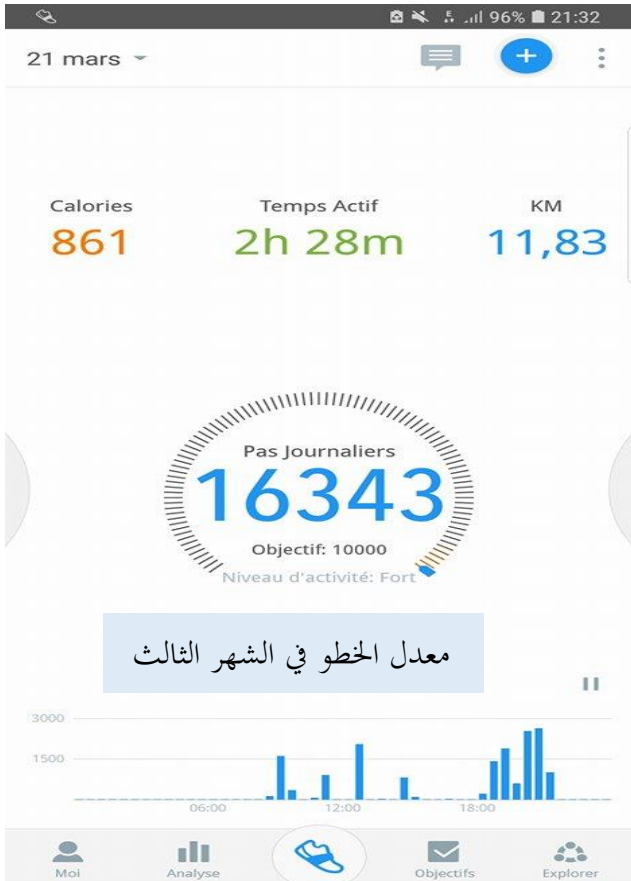 96% 21:32
21 mars
Calories Temps Actif KM
861 2h 28m 11,83
Pas Journaliers
16343
Objectif: 10000
Niveau d'activité: Fort
معدل الخطو في الشهر الثالث
3000
1500
06:00 12:00 18:00
Moi Analyse Objectifs Explorer